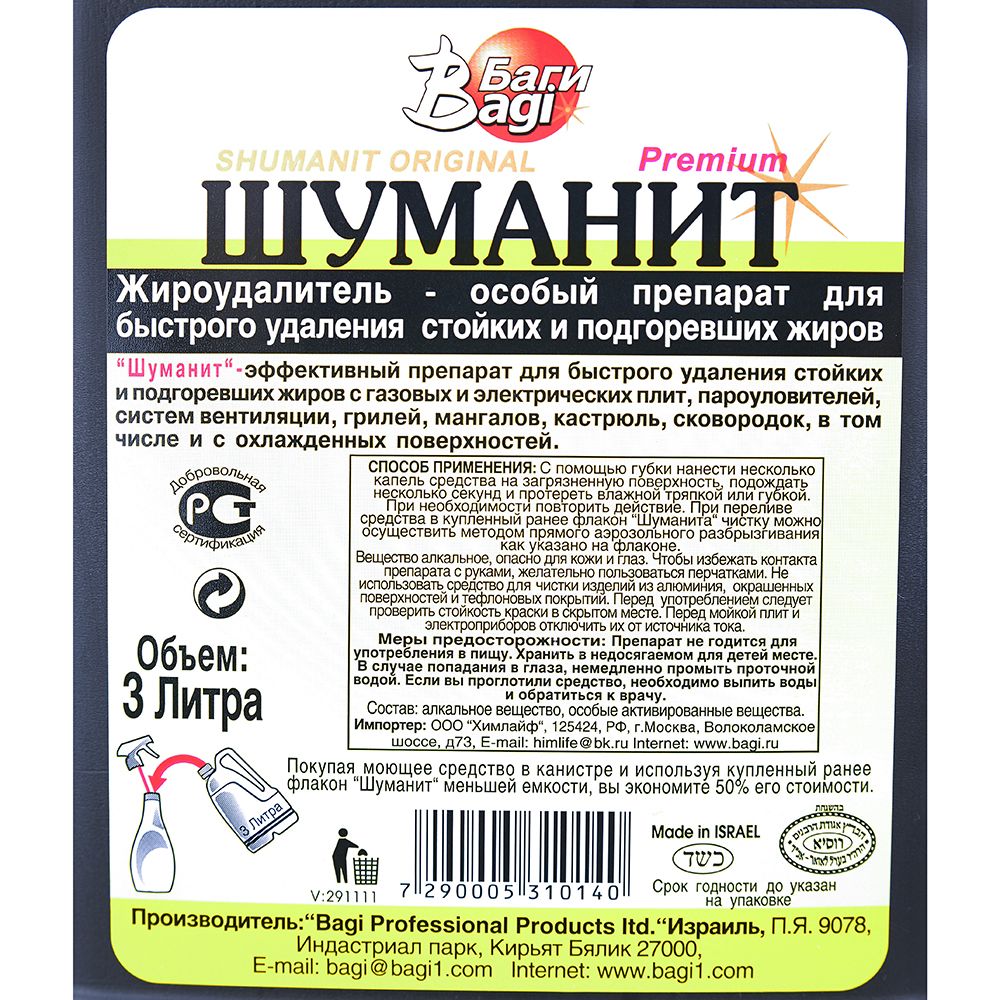 Баги
Bagi
SHUMANIT ORIGINAL Premium
ШУМАНИТ
Жироудалитель - особый препарат для
быстрого удаления стойких и подгоревших жиров
“Шуманит“-эффективный препарат для быстрого удаления стойких
и подгоревших жиров с газовых и электрических плит, пароуловителей,
систем вентиляции, грилей, мангалов, кастрюль, сковородок, в том
числе и с охлажденных поверхностей.
Добровольная
РСТ
сертификация
СПОСОБ ПРИМЕНЕНИЯ: С помощью губки нанести несколько
капель средства на загрязненную поверхность, подождать
несколько секунд и протереть влажной тряпкой или губкой.
При необходимости повторить действие. При переливе
средства в купленный ранее флакон “Шуманита“ чистку можно
осуществить методом прямого аэрозольного разбрызгивания
как указано на флаконе.
Вещество алкальное, опасно для кожи и глаз. Чтобы избежать контакта
препарата с руками, желательно пользоваться перчатками. Не
использовать средство для чистки изделий из алюминия, окрашенных
поверхностей и тефлоновых покрытий. Перед употреблением следует
проверить стойкость краски в скрытом месте. Перед мойкой плит и
электроприборов отключить их от источника тока.
Меры предосторожности: Препарат не годится для
употребления в пищу. Хранить в недосягаемом для детей месте.
В случае попадания в глаза, немедленно промыть проточной
водой. Если вы проглотили средство, необходимо выпить воды
и обратиться к врачу.
Состав: алкальное вещество, особые активированные вещества.
Импортер: ООО “Химлайф“, 125424, РФ, г.Москва, Волоколамское
шоссе, д73, E-mail: himlife@bk.ru Internet: www.bagi.ru
Объем:
3 Литра
3 Литра
Покупая моющее средство в канистре и используя купленный ранее
флакон “Шуманит“ меньшей емкости, вы экономите 50% его стоимости.
V:291111
7 290005 310140
Made in ISRAEL
כשר
בהשגחת
רוסיא
Срок годности до указан
на упаковке
Производитель:“Bagi Professional Products ltd.“Израиль, П.Я. 9078,
Индастриал парк, Кирьят Бялик 27000,
E-mail: bagi@bagi1.com Internet: www.bagi1.com